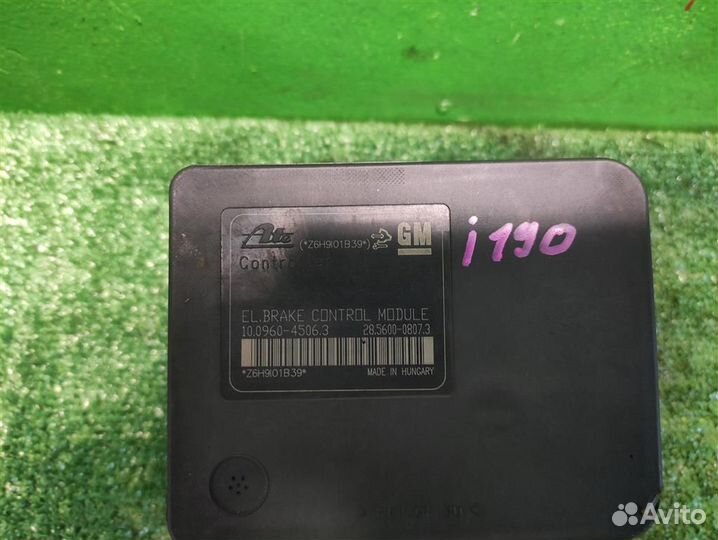 Ate (*Z6H9I01B39*) GM
i190
EL.BRAKE CONTROL MODULE
10.0960-4506.3 28.5600-0807.3
*Z6H9I01B39* MADE IN HUNGARY
Avito